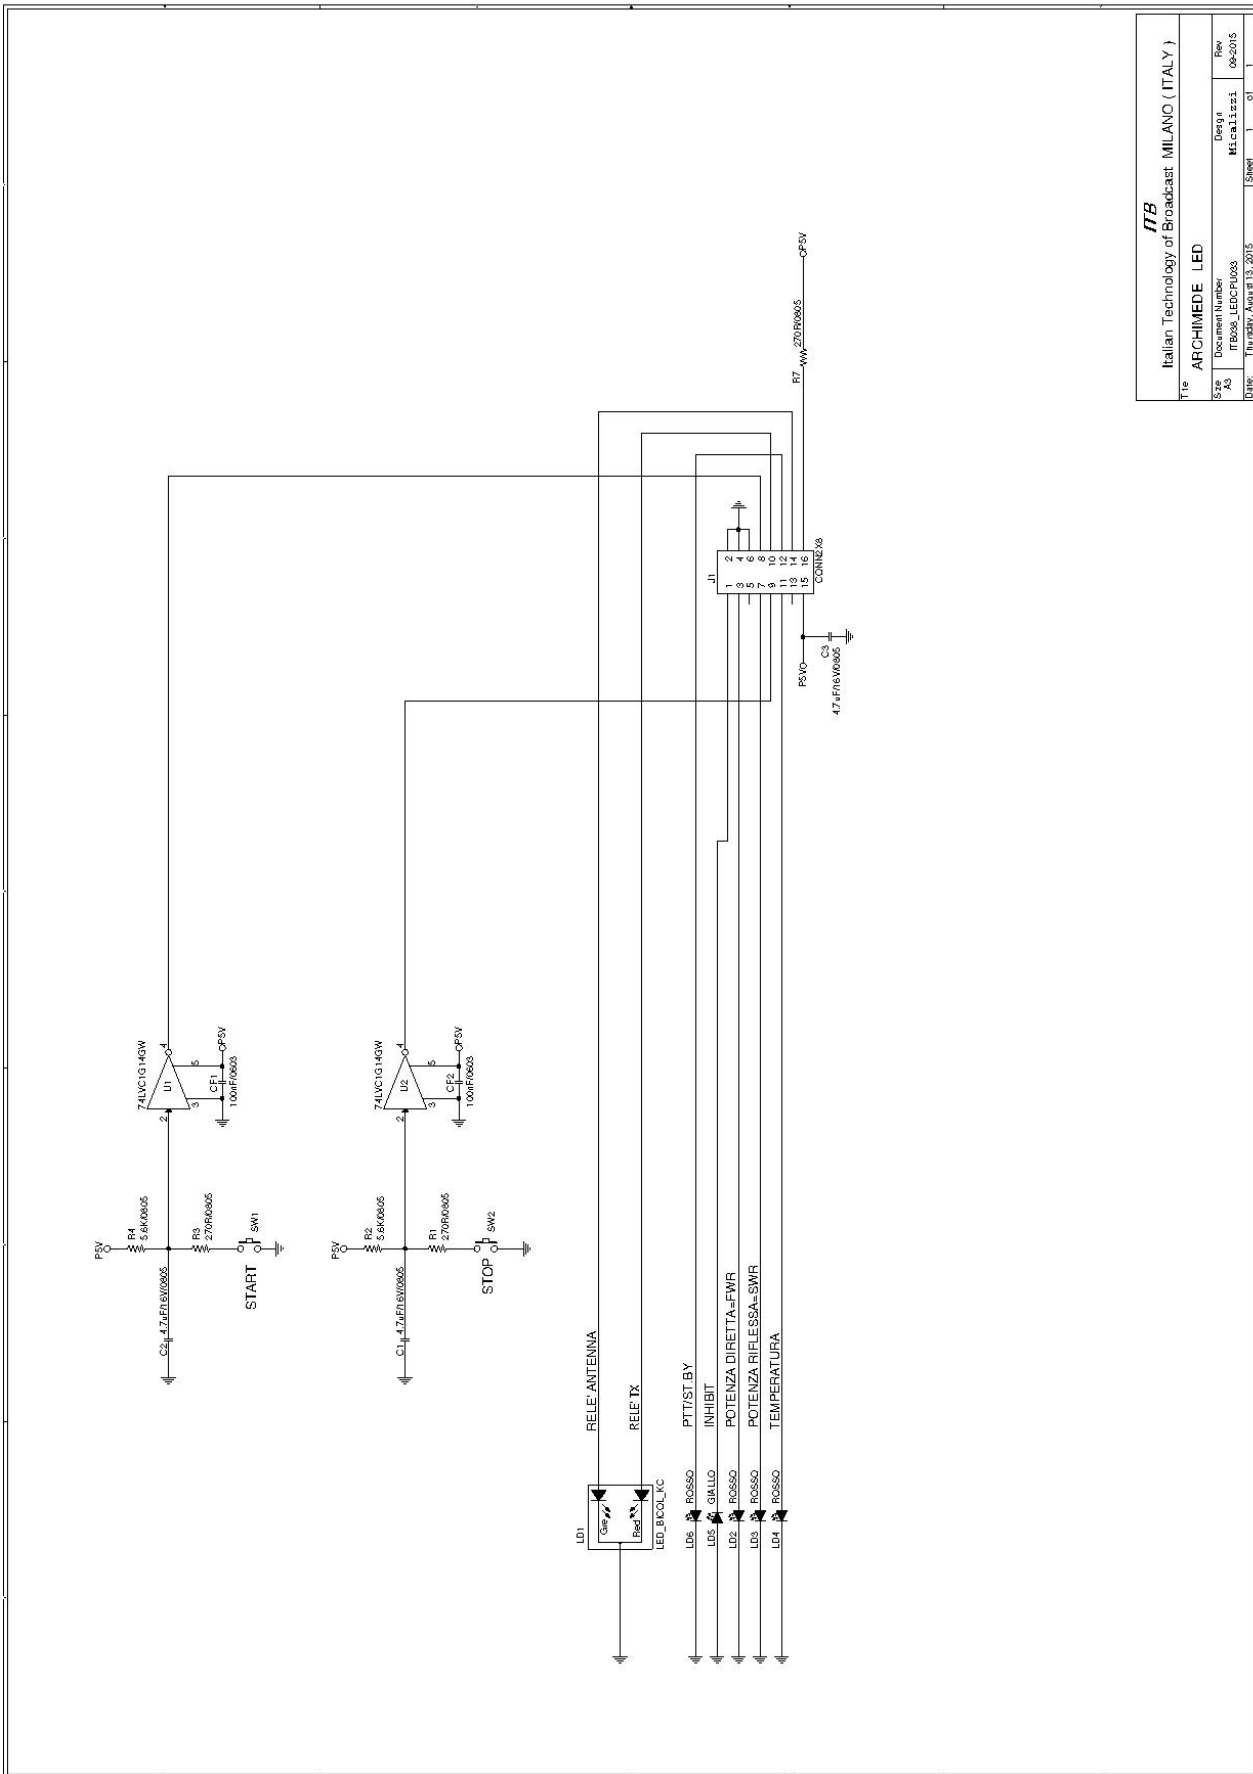 P5V
R4
5.6K/0805
C2
4.7uF/16V/0805
R3
270R/0805
SW1
START
74LVC1G14GW
U1
2
4
3
5
CF1
100nF/0603
P5V
P5V
R2
5.6K/0805
C1
4.7uF/16V/0805
R1
270R/0805
SW2
STOP
74LVC1G14GW
U2
2
4
3
5
CF2
100nF/0603
P5V
LD1
Gre
Red
LED_BICOL_KC
RELE' ANTENNA
RELE' TX
LD6
ROSSO
PTT/ST.BY
LD5
GIALLO
INHIBIT
LD2
ROSSO
POTENZA DIRETTA=FWR
LD3
ROSSO
POTENZA RIFLESSA=SWR
LD4
ROSSO
TEMPERATURA
J1
1 2
3 4
5 6
7 8
9 10
11 12
13 14
15 16
CONN2X8
P5V
C3
4.7uF/16V/0805
R7
270R/0805
P5V
ITB
Italian Technology of Broadcast MILANO ( ITALY )
Title
ARCHIMEDE LED
Size
A3
Document Number
ITB038_LEDCPU033
Design
Micalizzi
Rev
09-2015
Date:
Thursday, August 13, 2015
Sheet 1 of 1